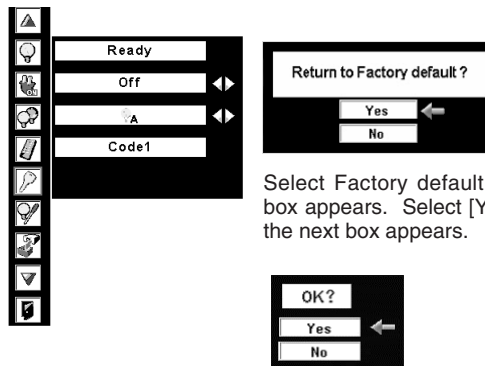 Ready
Off
A
Code1
ON
Return to Factory default ?
Yes
No
Select Factory default
box appears. Select [Y
the next box appears.
OK?
Yes
No